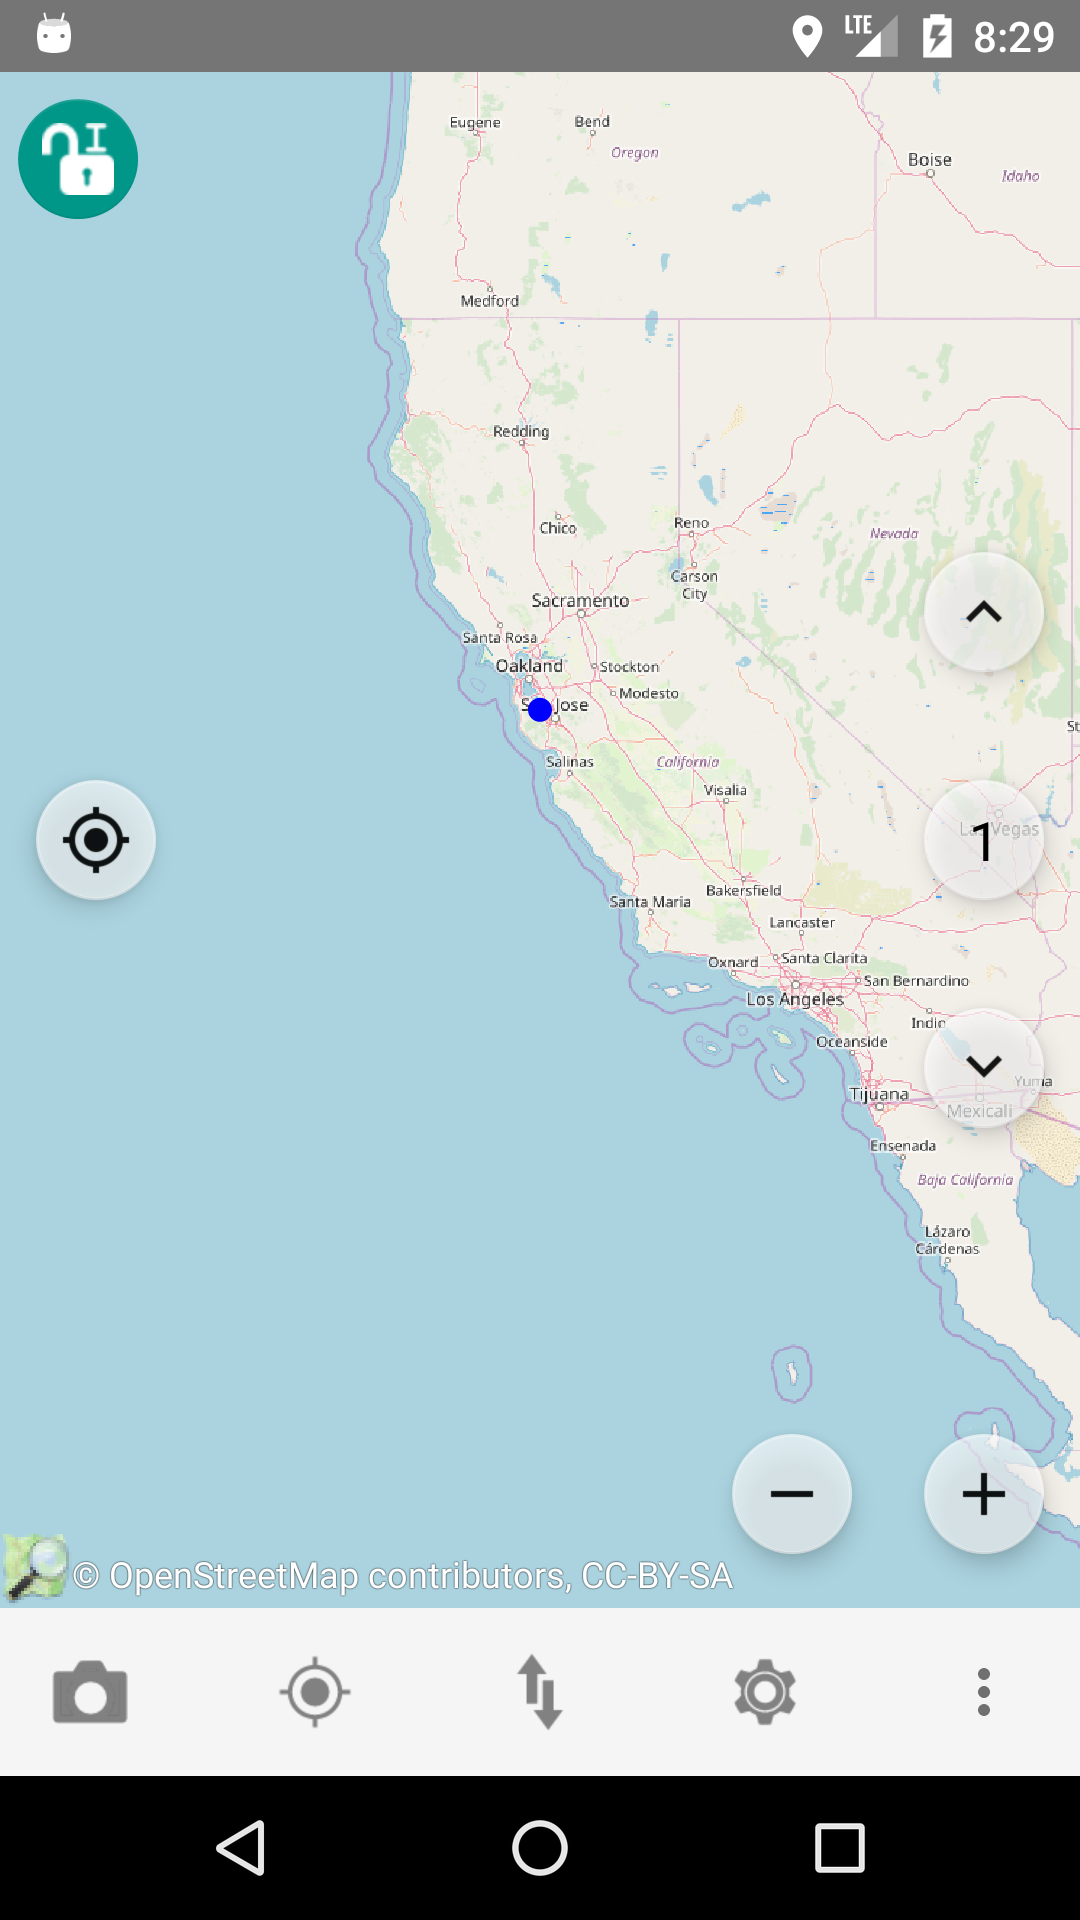 LTE 8:29
I
Eugene
Bend
Oregon
Boise
Idaho
Medford
Redding
Chico
Reno
Nevada
Carson
City
Sacramento
Santa Rosa
Oakland
Stockton
Modesto
Jose
Salinas
California
Visalia
Las Vegas
1
Bakersfield
Santa Maria
Lancaster
Oxnard
Santa Clarita
San Bernardino
Los Angeles
Indio
Oceanside
Yuma
Tijuana
Mexicali
Ensenada
Baja California
Lázaro
Cárdenas
© OpenStreetMap contributors, CC-BY-SA